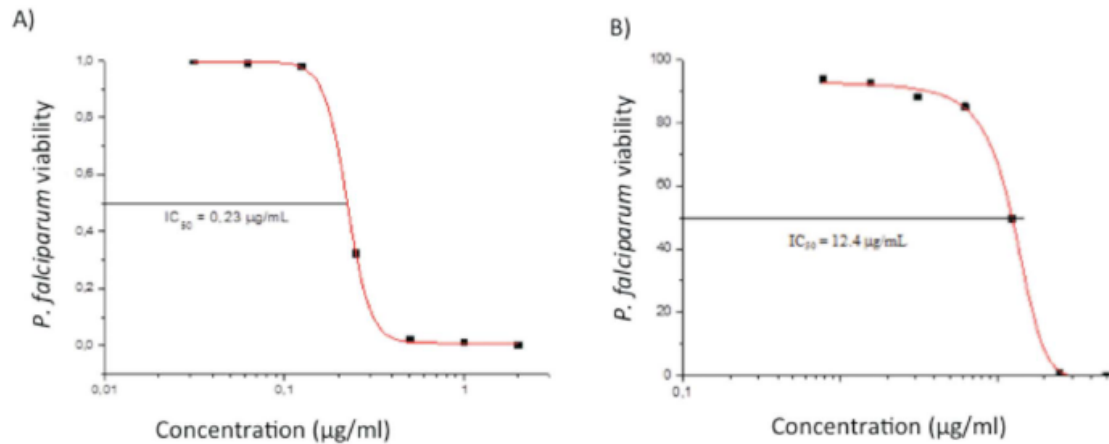 A)
1,0
0,8
0,6
0,4
0,2
0,0
P. falciparum viability
IC50 = 0,23 µg/mL
0,01
0,1
1
Concentration (µg/ml)
B)
100
80
60
40
20
0
P. falciparum viability
IC50 = 12.4 µg/mL
0,1
Concentration (µg/ml)